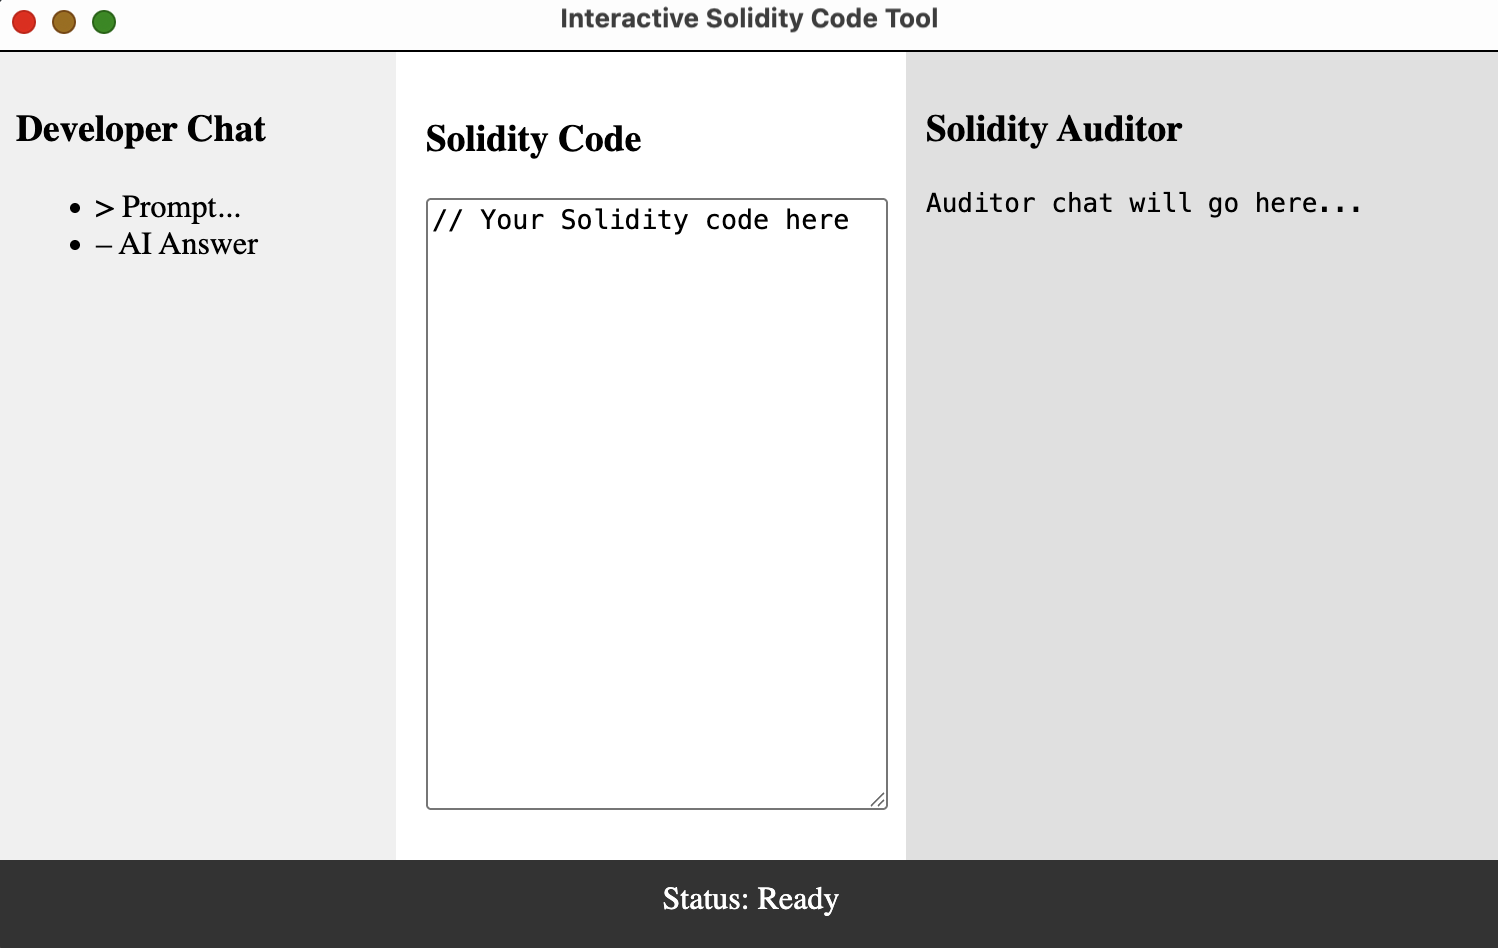 Interactive Solidity Code Tool
Developer Chat
> Prompt...
– AI Answer
Solidity Code
// Your Solidity code here
Solidity Auditor
Auditor chat will go here...
Status: Ready